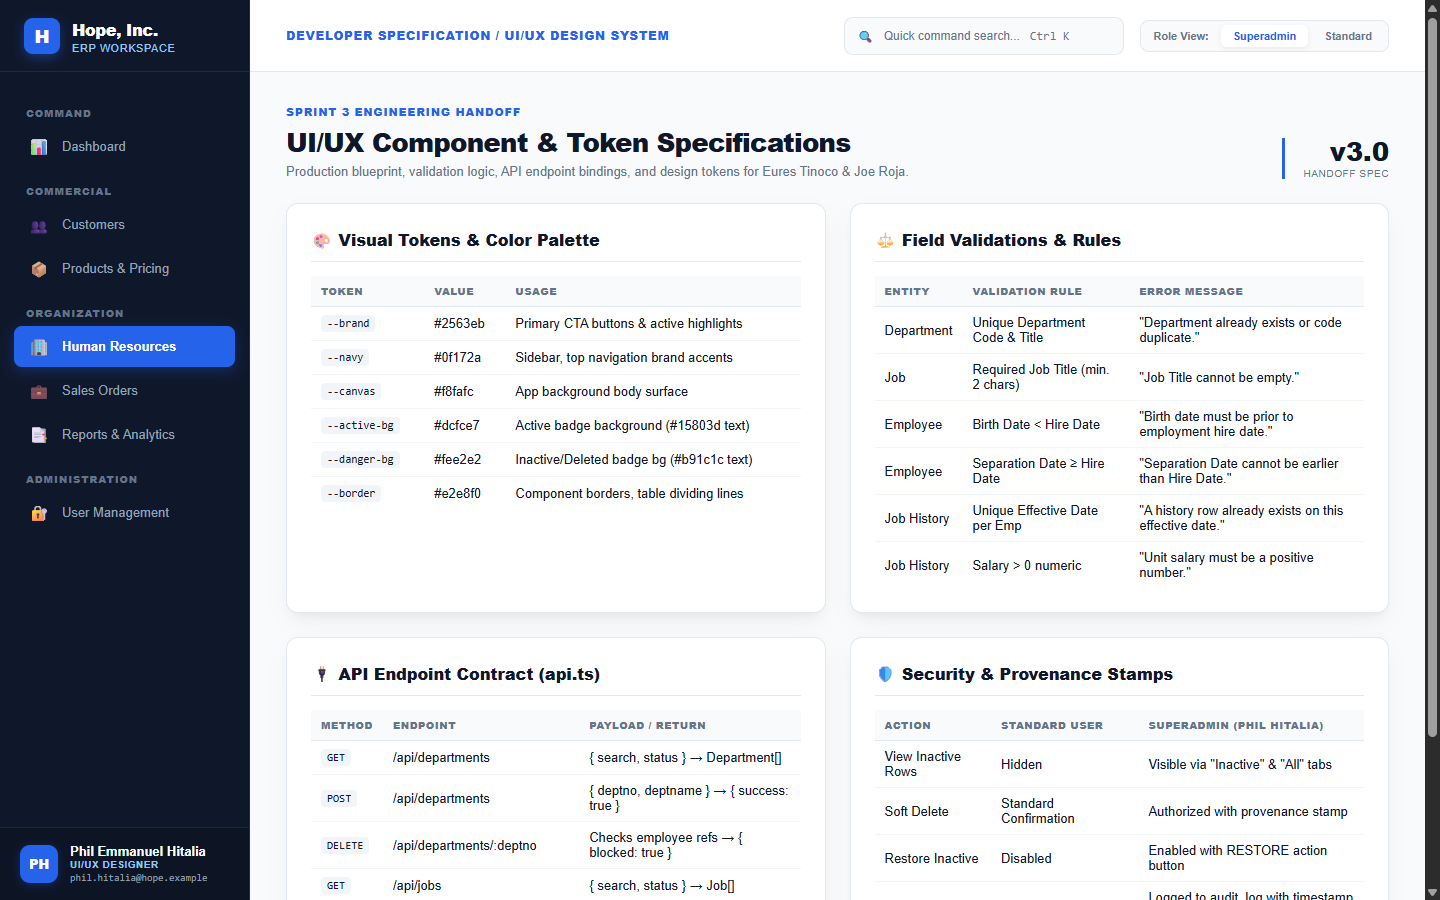 H
Hope, Inc.
ERP WORKSPACE
COMMAND
Dashboard
COMMERCIAL
Customers
Products & Pricing
ORGANIZATION
Human Resources
Sales Orders
Reports & Analytics
ADMINISTRATION
User Management
PH
Phil Emmanuel Hitalia
UI/UX DESIGNER
phil.hitalia@hope.example
DEVELOPER SPECIFICATION / UI/UX DESIGN SYSTEM
Quick command search... Ctrl K
Role View: Superadmin Standard
SPRINT 3 ENGINEERING HANDOFF
UI/UX Component & Token Specifications
Production blueprint, validation logic, API endpoint bindings, and design tokens for Eures Tinoco & Joe Roja.
v3.0
HANDOFF SPEC
Visual Tokens & Color Palette
TOKEN VALUE USAGE
--brand #2563eb Primary CTA buttons & active highlights
--navy #0f172a Sidebar, top navigation brand accents
--canvas #f8fafc App background body surface
--active-bg #dcfce7 Active badge background (#15803d text)
--danger-bg #fee2e2 Inactive/Deleted badge bg (#b91c1c text)
--border #e2e8f0 Component borders, table dividing lines
Field Validations & Rules
ENTITY VALIDATION RULE ERROR MESSAGE
Department Unique Department Code & Title "Department already exists or code duplicate."
Job Required Job Title (min. 2 chars) "Job Title cannot be empty."
Employee Birth Date < Hire Date "Birth date must be prior to employment hire date."
Employee Separation Date ≥ Hire Date "Separation Date cannot be earlier than Hire Date."
Job History Unique Effective Date per Emp "A history row already exists on this effective date."
Job History Salary > 0 numeric "Unit salary must be a positive number."
API Endpoint Contract (api.ts)
METHOD ENDPOINT PAYLOAD / RETURN
GET /api/departments { search, status } → Department[]
POST /api/departments { deptno, deptname } → { success: true }
DELETE /api/departments/:deptno Checks employee refs → { blocked: true }
GET /api/jobs { search, status } → Job[]
Security & Provenance Stamps
ACTION STANDARD USER SUPERADMIN (PHIL HITALIA)
View Inactive Rows Hidden Visible via "Inactive" & "All" tabs
Soft Delete Standard Confirmation Authorized with provenance stamp
Restore Inactive Disabled Enabled with RESTORE action button
Logged to audit_log with timestamp